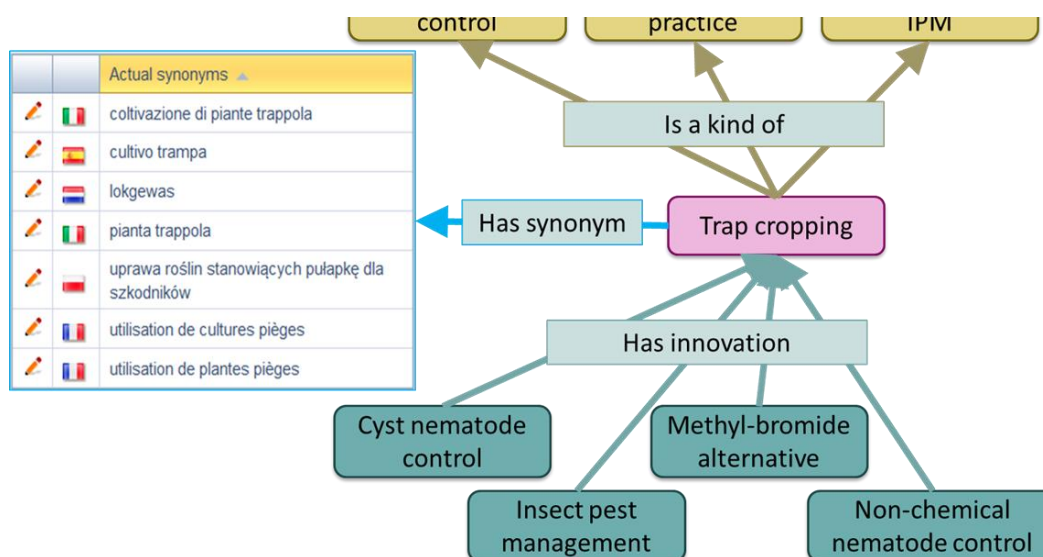 control
practice
IPM
Actual synonyms
coltivazione di piante trappola
cultivo trampa
lokgewas
pianta trappola
uprawa roślin stanowiących pułapkę dla
szkodników
utilisation de cultures pièges
utilisation de plantes pièges
Is a kind of
Has synonym
Trap cropping
Has innovation
Cyst nematode
control
Methyl-bromide
alternative
Insect pest
management
Non-chemical
nematode control